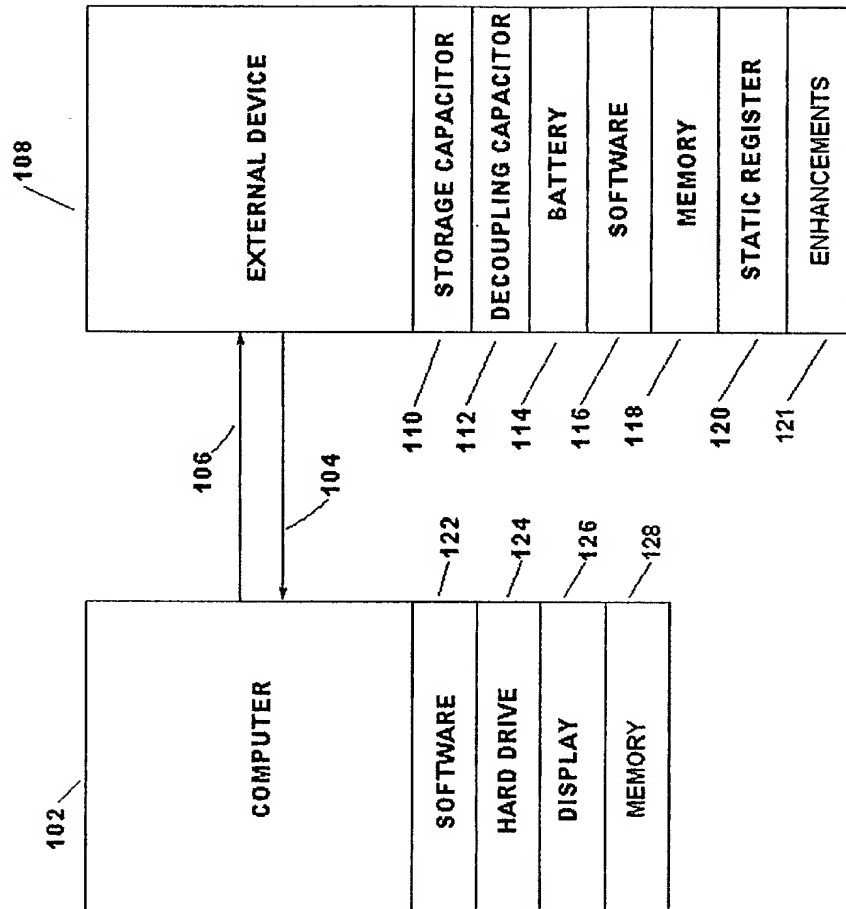 108
EXTERNAL DEVICE
STORAGE CAPACITOR
DECOUPLING CAPACITOR
BATTERY
SOFTWARE
MEMORY
STATIC REGISTER
ENHANCEMENTS
110
112
114
116
118
120
121
106
104
102
COMPUTER
SOFTWARE
HARD DRIVE
DISPLAY
MEMORY
122
124
126
128